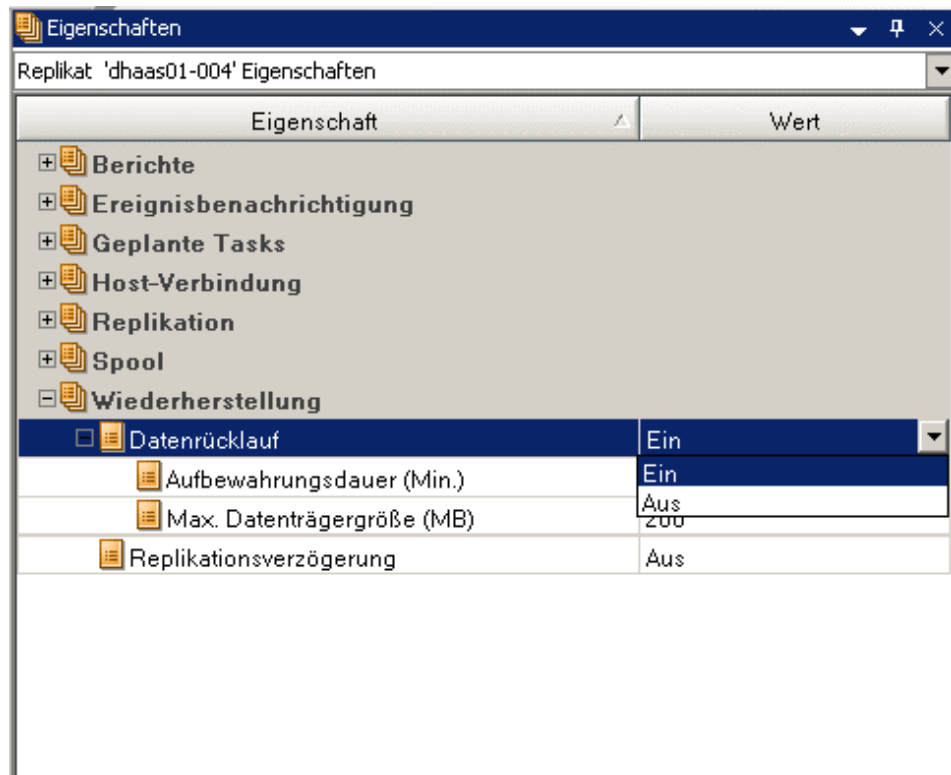 Eigenschaften
Replikat 'dhaas01-004' Eigenschaften
Eigenschaft Wert
Berichte
Ereignisbenachrichtigung
Geplante Tasks
Host-Verbindung
Replikation
Spool
Wiederherstellung
Datenrücklauf Ein
Aufbewahrungsdauer (Min.) Ein
Aus
Max. Datenträgergröße (MB) 200
Replikationsverzögerung Aus